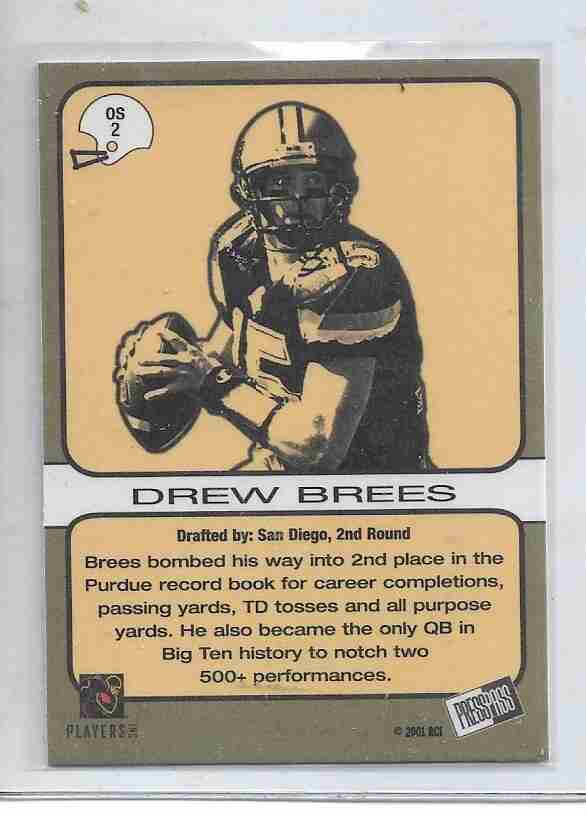 OS
2
DREW BREES
Drafted by: San Diego, 2nd Round
Brees bombed his way into 2nd place in the
Purdue record book for career completions,
passing yards, TD tosses and all purpose
yards. He also became the only QB in
Big Ten history to notch two
500+ performances.
PLAYERS INC
PRESS PASS
© 2001 RCI